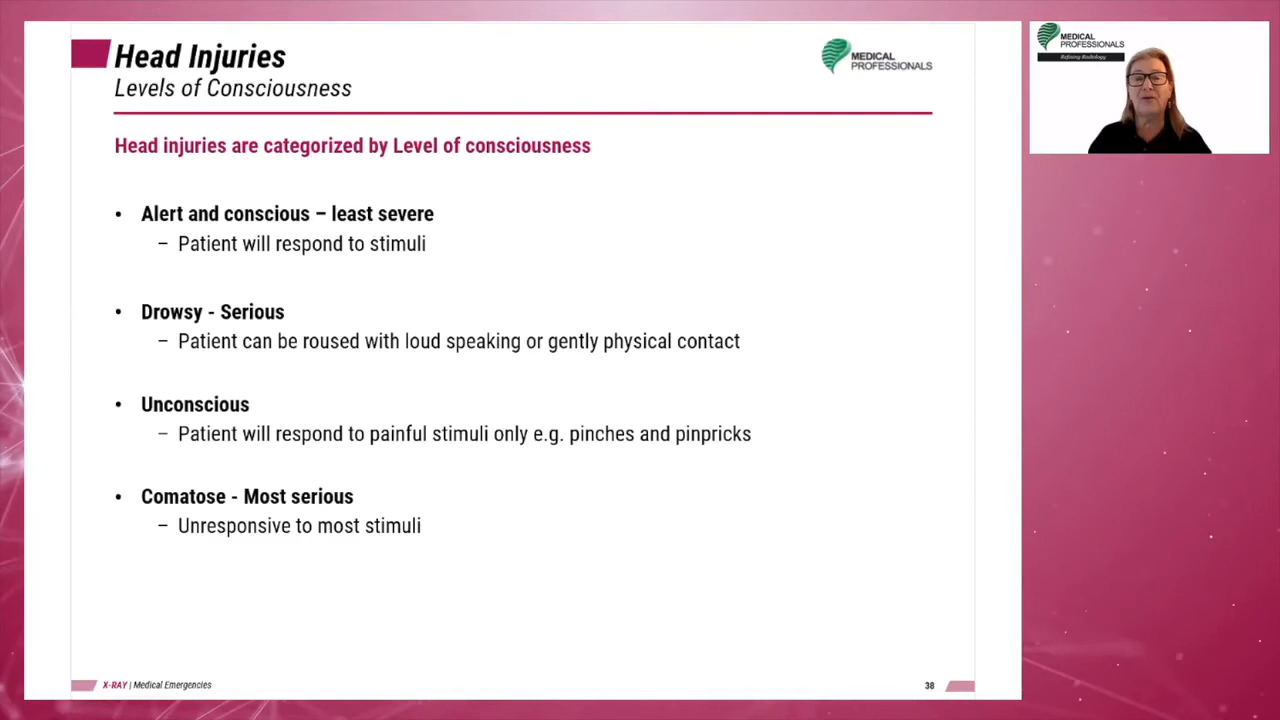 Head Injuries
Levels of Consciousness
MEDICAL
PROFESSIONALS
Head injuries are categorized by Level of consciousness
• Alert and conscious – least severe
– Patient will respond to stimuli
• Drowsy - Serious
– Patient can be roused with loud speaking or gently physical contact
• Unconscious
– Patient will respond to painful stimuli only e.g. pinches and pinpricks
• Comatose - Most serious
– Unresponsive to most stimuli
X-RAY | Medical Emergencies
38
MEDICAL
PROFESSIONALS
Refining Radiology